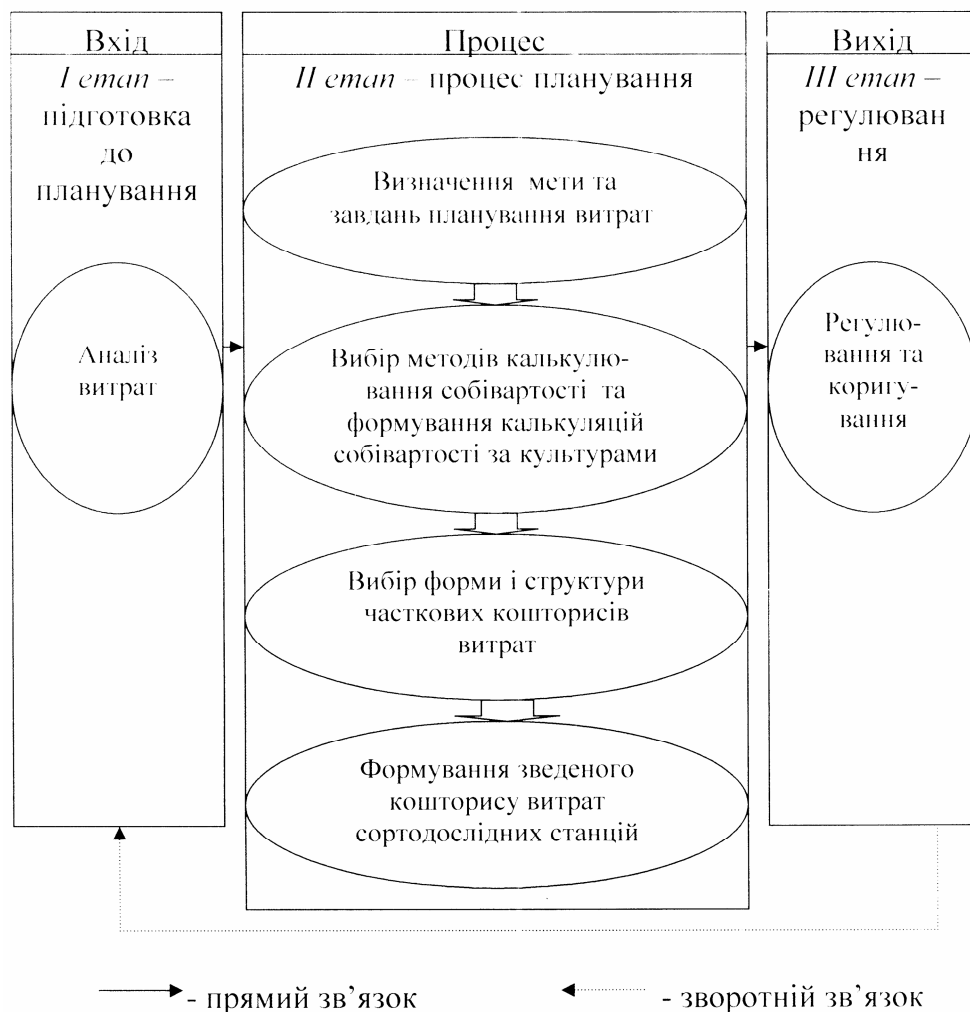 Вхід
І етап –
підготовка
до
планування
Аналіз
витрат
Процес
ІІ етап – процес планування
Визначення мети та
завдань планування витрат
Вибір методів калькулю-
вання собівартості та
формування калькуляцій
собівартості за культурами
Вибір форми і структури
часткових кошторисів
витрат
Формування зведеного
кошторису витрат
сортодослідних станцій
Вихід
ІІІ етап –
регулюван
ня
Регулю-
вання та
коригу-
вання
- прямий зв’язок
- зворотній зв’язок